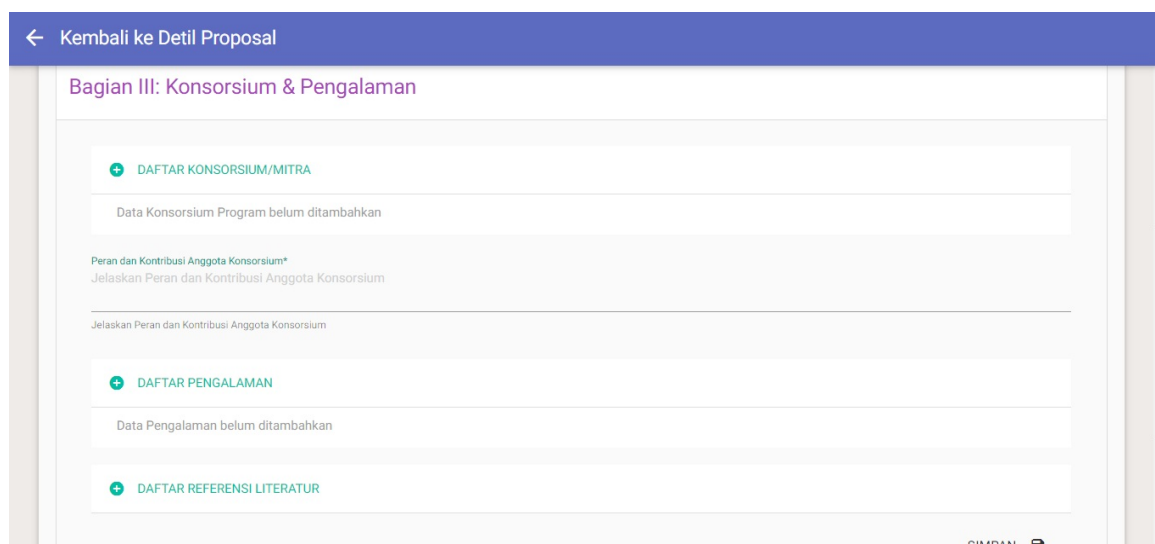 Kembali ke Detil Proposal
Bagian III: Konsorsium & Pengalaman
DAFTAR KONSORSIUM/MITRA
Data Konsorsium Program belum ditambahkan
Peran dan Kontribusi Anggota Konsorsium*
Jelaskan Peran dan Kontribusi Anggota Konsorsium
Jelaskan Peran dan Kontribusi Anggota Konsorsium
DAFTAR PENGALAMAN
Data Pengalaman belum ditambahkan
DAFTAR REFERENSI LITERATUR
SIMPAN